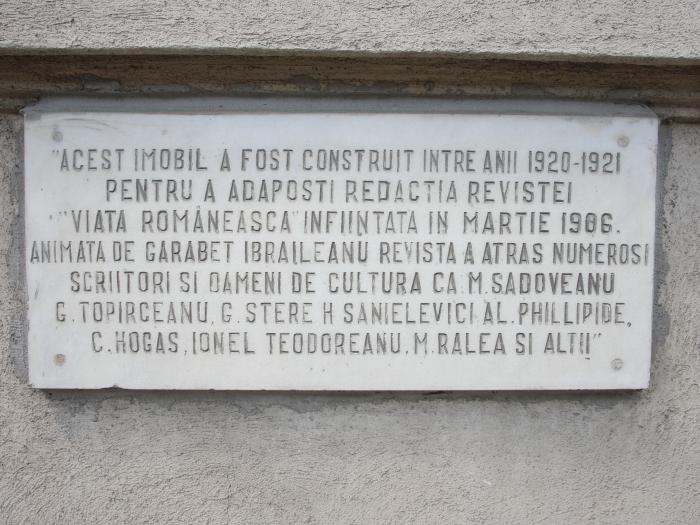 "ACEST IMOBIL A FOST CONSTRUIT INTRE ANII 1920-1921
PENTRU A ADAPOSTI REDACTIA REVISTEI
"VIATA ROMÂNEASCA" INFIINTATA IN MARTIE 1906.
ANIMATA DE GARABET IBRAILEANU REVISTA A ATRAS NUMEROSI
SCRIITORI SI OAMENI DE CULTURA CA M. SADOVEANU
G. TOPIRCEANU, G. STERE H SANIELEVICI AL. PHILLIPIDE,
C. HOGAS, IONEL TEODOREANU, M. RALEA SI ALTII"